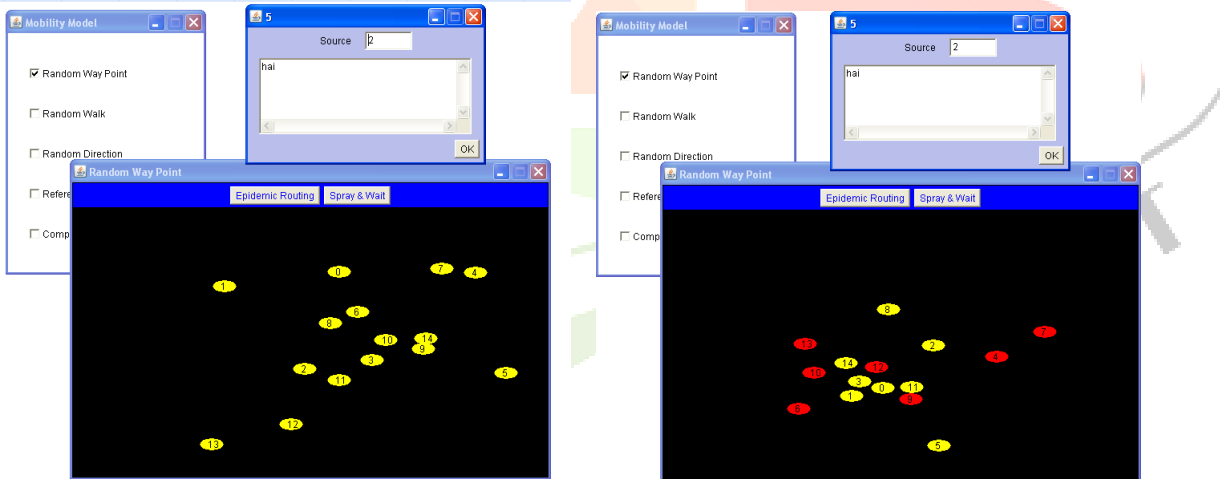 Mobility Model
Random Way Point
Random Walk
Random Direction
Refere
Comp
5
Source 2
hai
OK
Random Way Point
Epidemic Routing Spray & Wait
0
7
4
1
6
8
10
14
9
3
2
11
5
12
13
Mobility Model
Random Way Point
Random Walk
Random Direction
Refere
Comp
5
Source 2
hai
OK
Random Way Point
Epidemic Routing Spray & Wait
8
7
13
2
4
14
12
10
3
0
11
1
9
6
5